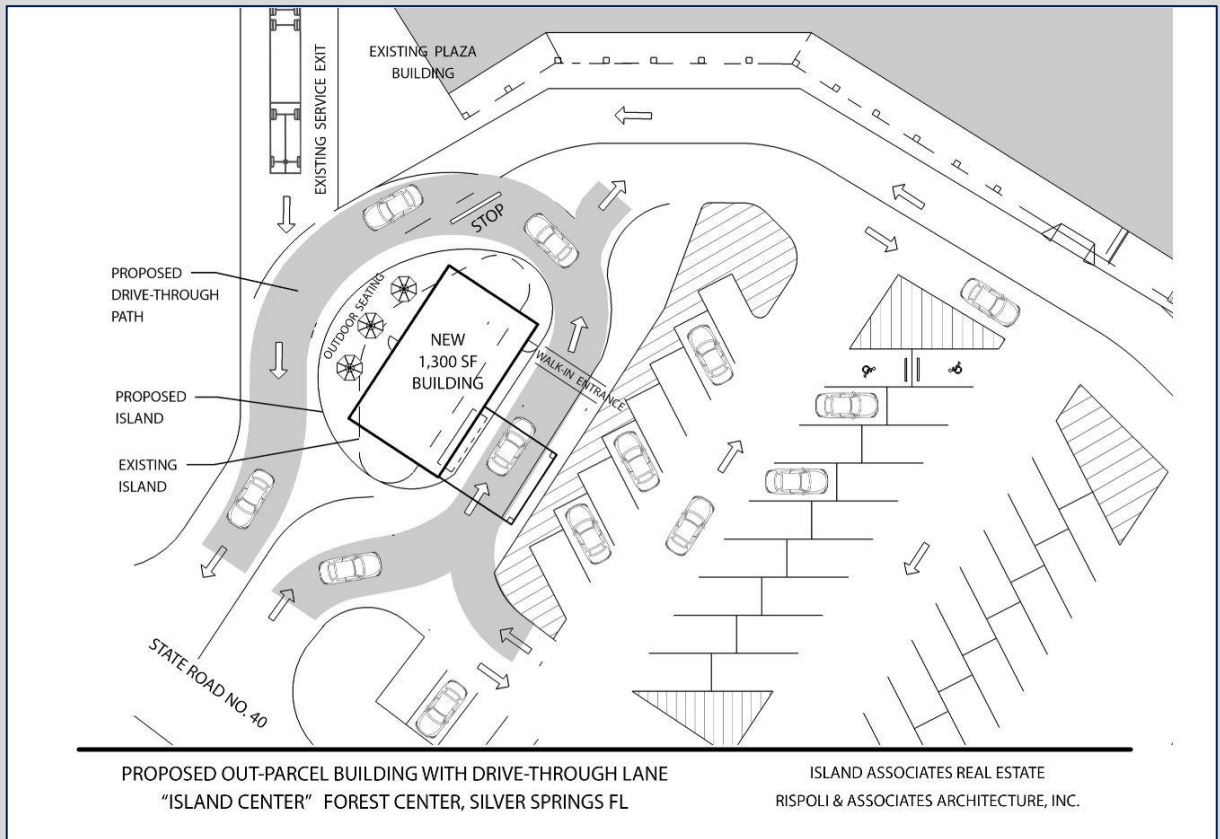 EXISTING PLAZA
BUILDING
EXISTING SERVICE EXIT
STOP
PROPOSED
DRIVE-THROUGH
PATH
OUTDOOR SEATING
NEW
1,300 SF
BUILDING
WALK-IN ENTRANCE
PROPOSED
ISLAND
EXISTING
ISLAND
STATE ROAD NO. 40
PROPOSED OUT-PARCEL BUILDING WITH DRIVE-THROUGH LANE
“ISLAND CENTER” FOREST CENTER, SILVER SPRINGS FL
ISLAND ASSOCIATES REAL ESTATE
RISPOLI & ASSOCIATES ARCHITECTURE, INC.